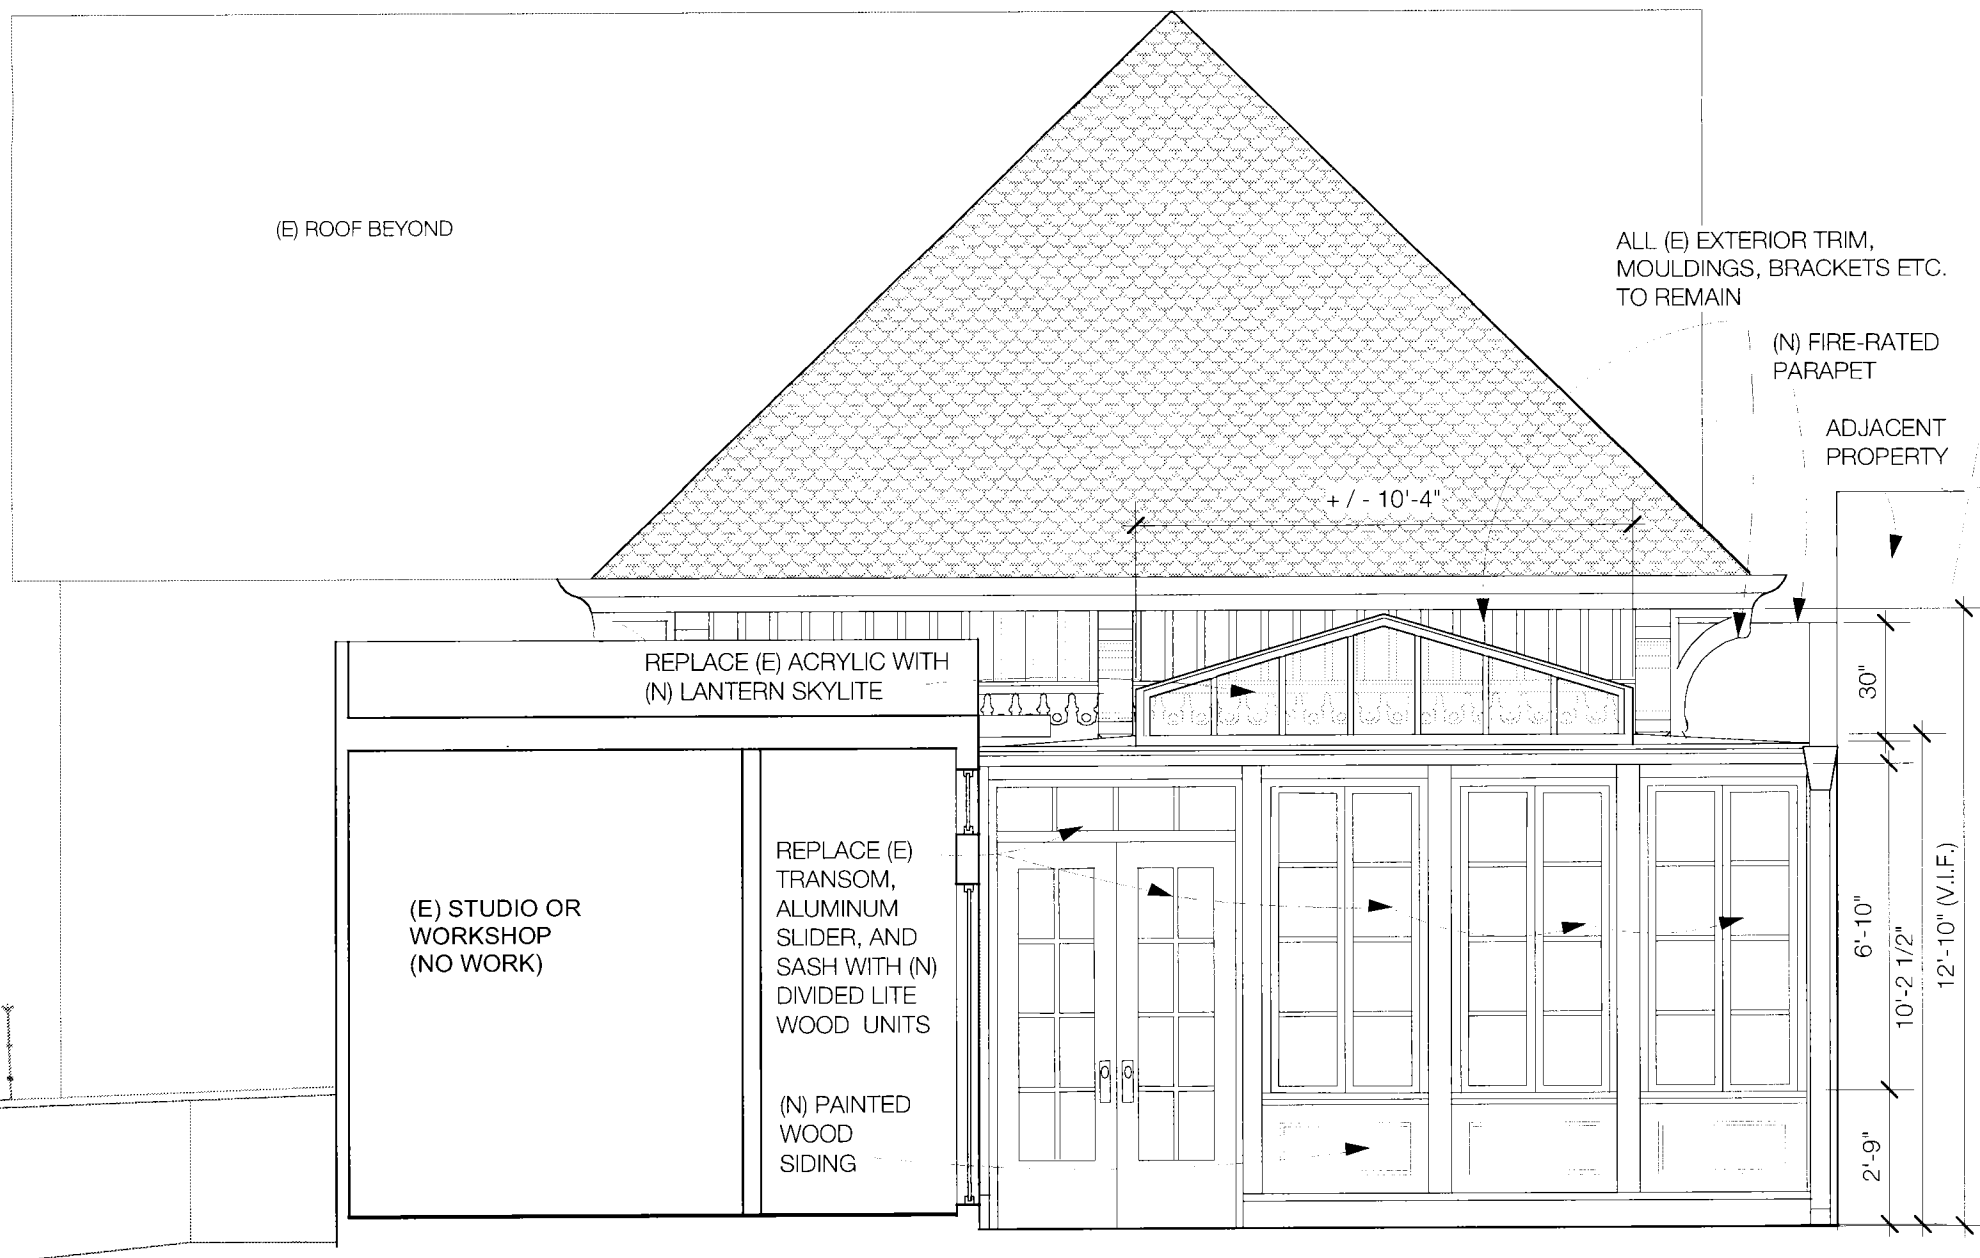 (E) ROOF BEYOND
ALL (E) EXTERIOR TRIM,
MOULDINGS, BRACKETS ETC.
TO REMAIN
(N) FIRE-RATED
PARAPET
ADJACENT
PROPERTY
+ / - 10'-4"
REPLACE (E) ACRYLIC WITH
(N) LANTERN SKYLITE
30"
REPLACE (E)
TRANSOM,
ALUMINUM
SLIDER, AND
SASH WITH (N)
DIVIDED LITE
WOOD UNITS
(E) STUDIO OR
WORKSHOP
(NO WORK)
6'-10"
10'-2 1/2"
12'-10" (V.I.F.)
(N) PAINTED
WOOD
SIDING
2'-9"